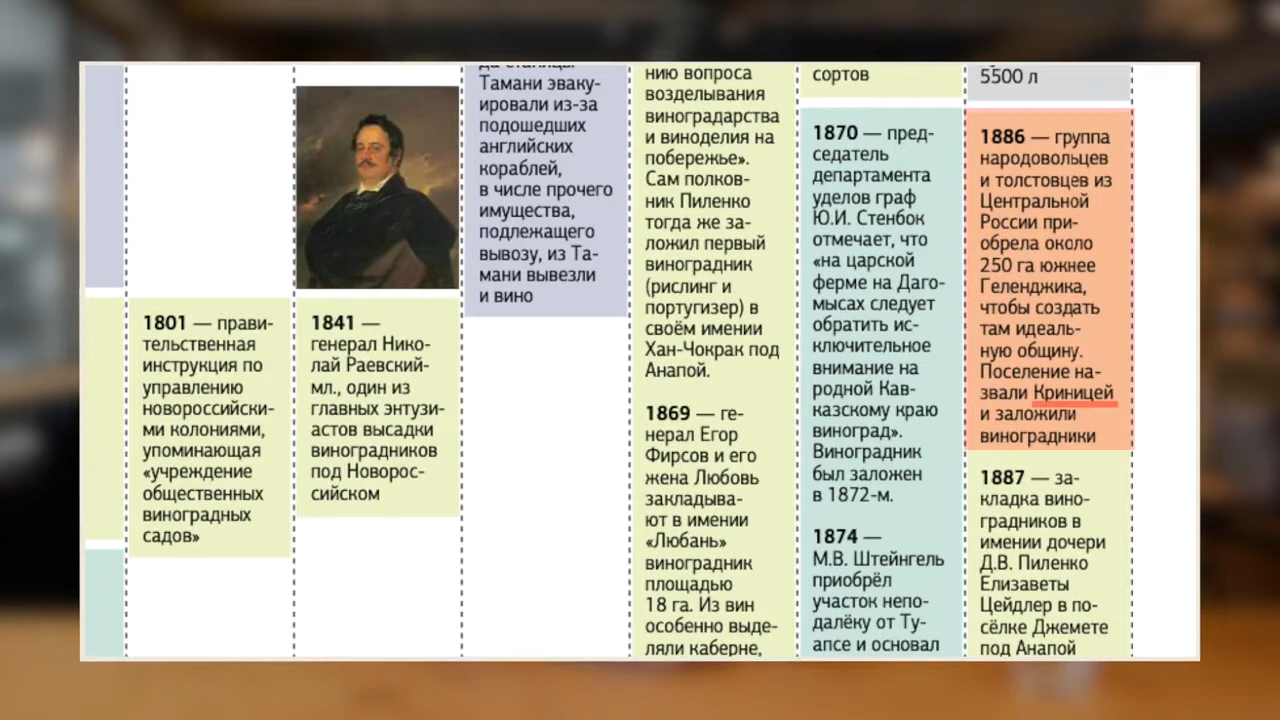 1801 — прави-
тельственная
инструкция по
управлению
новороссийски-
ми колониями,
упоминающая
«учреждение
общественных
виноградных
садов»
1841 —
генерал Нико-
лай Раевский-
мл., один из
главных энтузи-
астов высадки
виноградников
под Новорос-
сийском
Тамани эваку-
ировали из-за
подошедших
английских
кораблей,
в числе прочего
имущества,
подлежащего
вывозу, из Та-
мани вывезли
и вино
нию вопроса
возделывания
виноградарства
и виноделия на
побережье».
Сам полков-
ник Пиленко
тогда же за-
ложил первый
виноградник
(рислинг и
португизер) в
своём имении
Хан-Чокрак под
Анапой.
1869 — ге-
нерал Егор
Фирсов и его
жена Любовь
закладыва-
ют в имении
«Любань»
виноградник
площадью
18 га. Из вин
особенно выде-
ляли каберне,
сортов
1870 — пред-
седатель
департамента
уделов граф
Ю.И. Стенбок
отмечает, что
«на царской
ферме на Даго-
мысах следует
обратить ис-
ключительное
внимание на
родной Кав-
казскому краю
виноград».
Виноградник
был заложен
в 1872-м.
1874 —
М.В. Штейнгель
приобрёл
участок непо-
далёку от Ту-
апсе и основал
5500 л
1886 — группа
народовольцев
и толстовцев из
Центральной
России при-
обрела около
250 га южнее
Геленджика,
чтобы создать
там идеаль-
ную общину.
Поселение на-
звали Криницей
и заложили
виноградники
1887 — за-
кладка вино-
градников в
имении дочери
Д.В. Пиленко
Елизаветы
Цейдлер в по-
сёлке Джемете
под Анапой